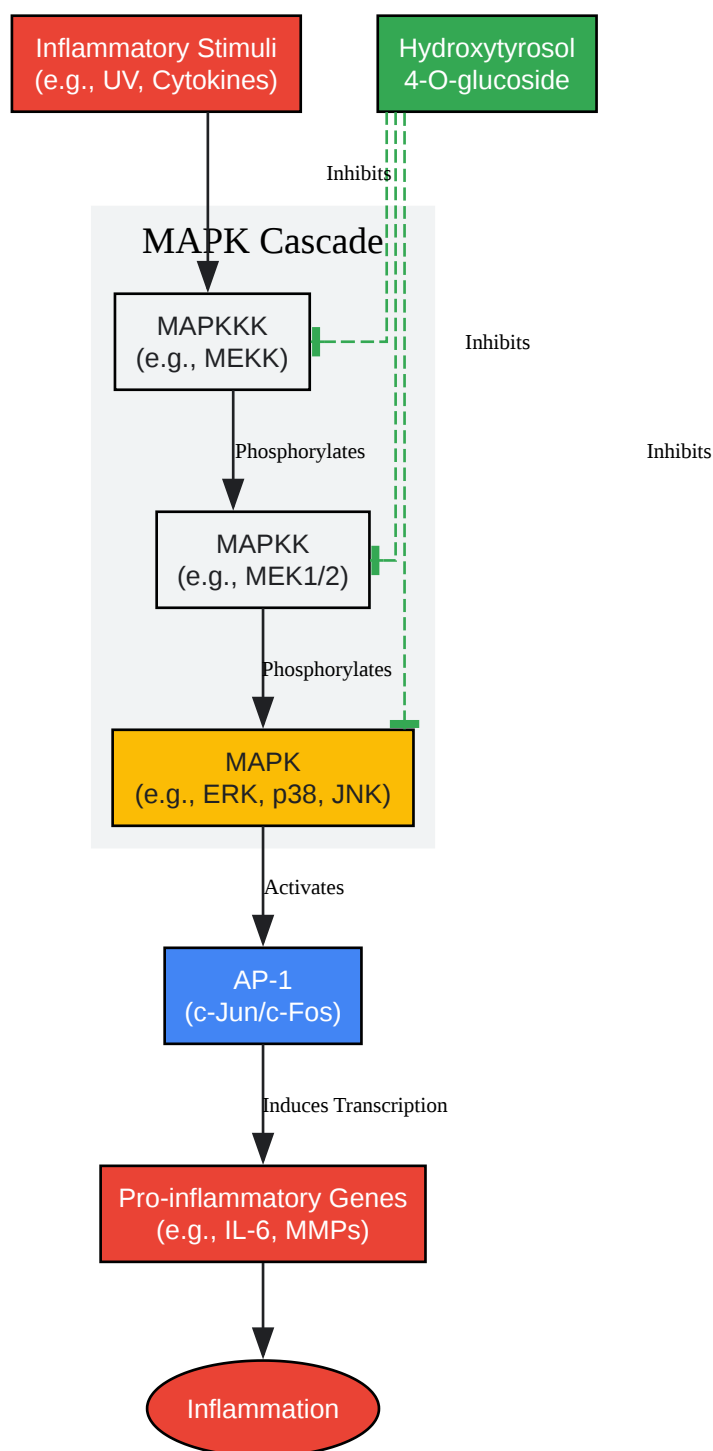 Inflammatory Stimuli
(e.g., UV, Cytokines)
Hydroxytyrosol
4-O-glucoside
Inhibits
MAPK Cascade
MAPKKK
(e.g., MEKK)
Inhibits
Phosphorylates
Inhibits
MAPKK
(e.g., MEK1/2)
Phosphorylates
MAPK
(e.g., ERK, p38, JNK)
Activates
AP-1
(c-Jun/c-Fos)
Induces Transcription
Pro-inflammatory Genes
(e.g., IL-6, MMPs)
Inflammation